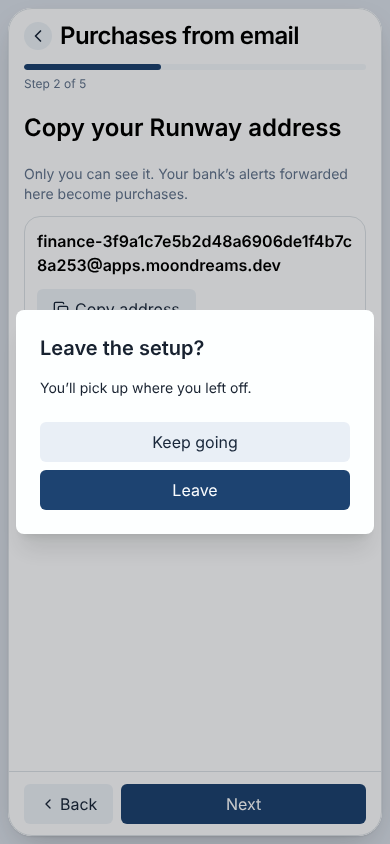 Purchases from email
Step 2 of 5
Copy your Runway address
Only you can see it. Your bank’s alerts forwarded
here become purchases.
finance-3f9a1c7e5b2d48a6906de1f4b7c
8a253@apps.moondreams.dev
Copy address
Leave the setup?
You’ll pick up where you left off.
Keep going
Leave
Back
Next